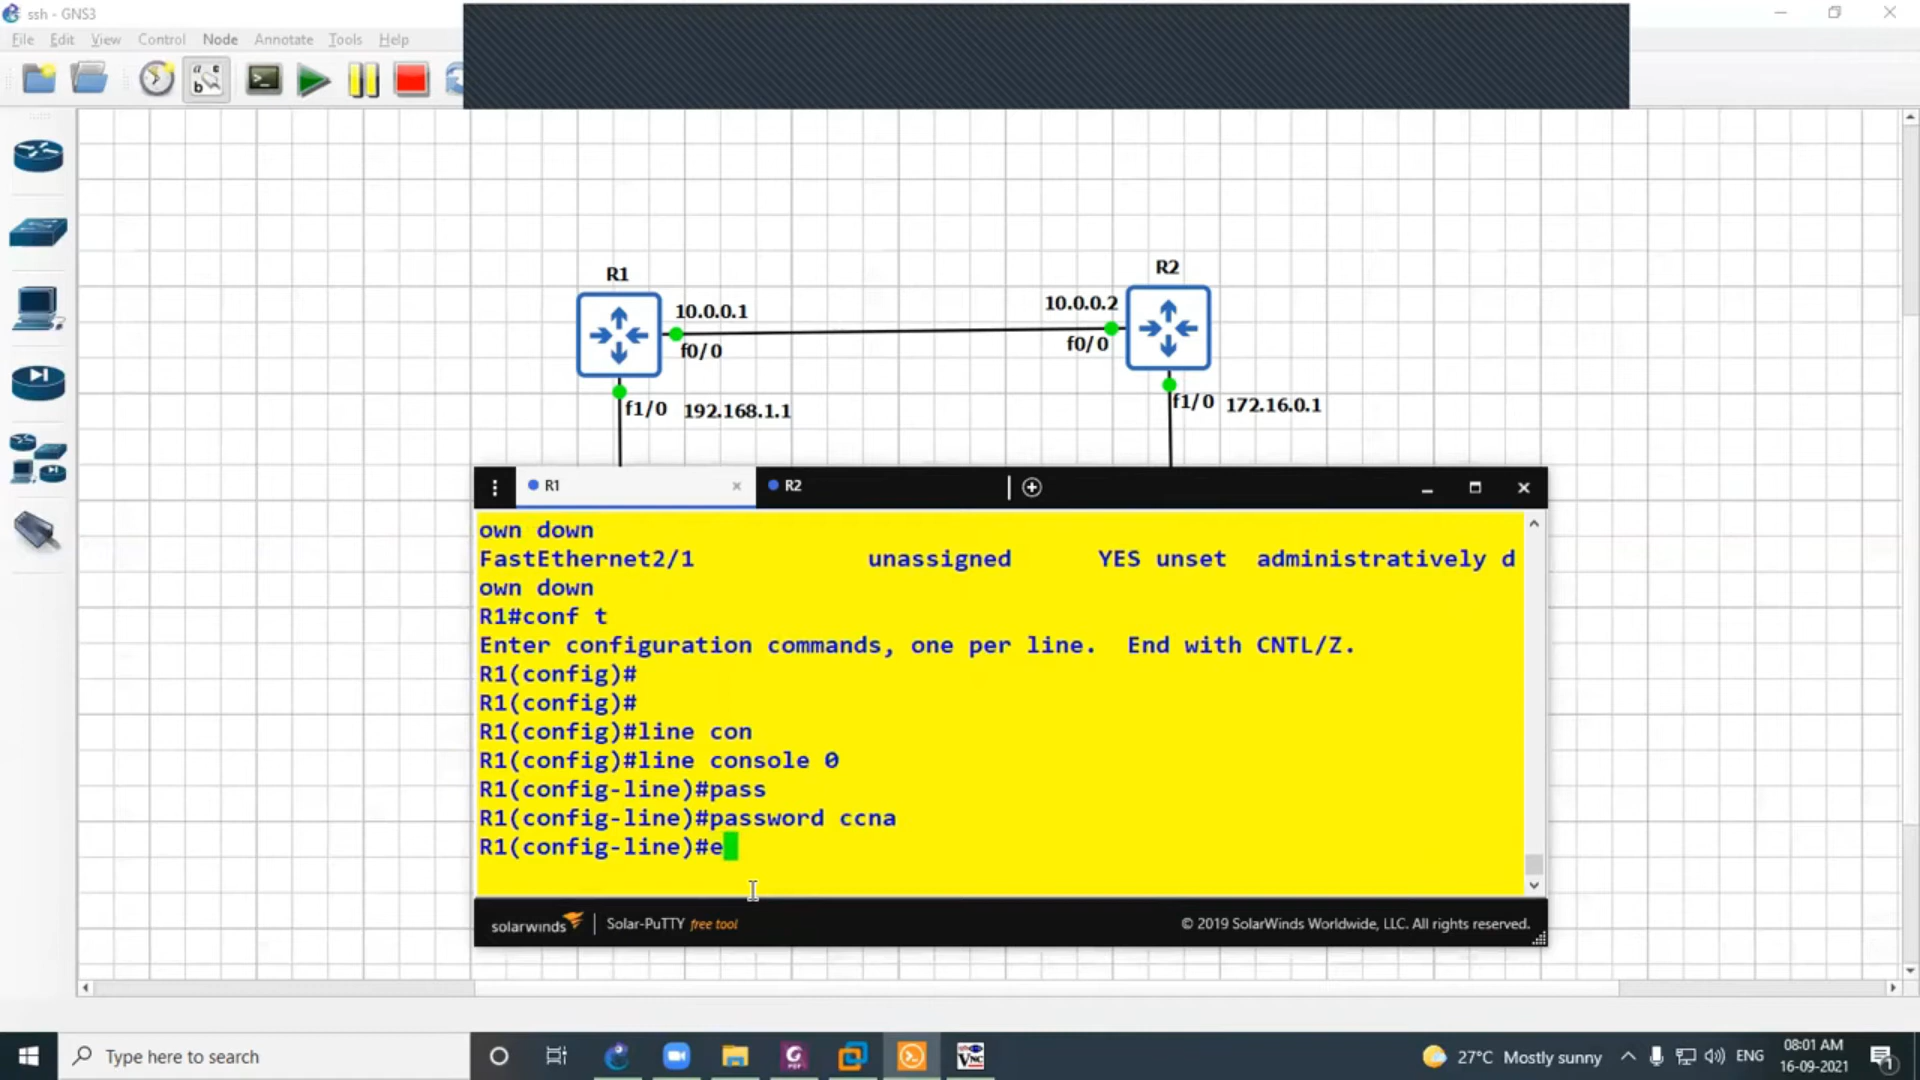 ssh - GNS3
File Edit View Control Node Annotate Tools Help
R1
R2
10.0.0.1
10.0.0.2
f0/0
f0/0
f1/0 192.168.1.1
f1/0 172.16.0.1
R1
R2
own down
FastEthernet2/1 unassigned YES unset administratively d
own down
R1#conf t
Enter configuration commands, one per line. End with CNTL/Z.
R1(config)#
R1(config)#
R1(config)#line con
R1(config)#line console 0
R1(config-line)#pass
R1(config-line)#password ccna
R1(config-line)#e
solarwinds Solar-PuTTY free tool © 2019 SolarWinds Worldwide, LLC. All rights reserved.
Type here to search
27°C Mostly sunny
ENG
08:01 AM
16-09-2021